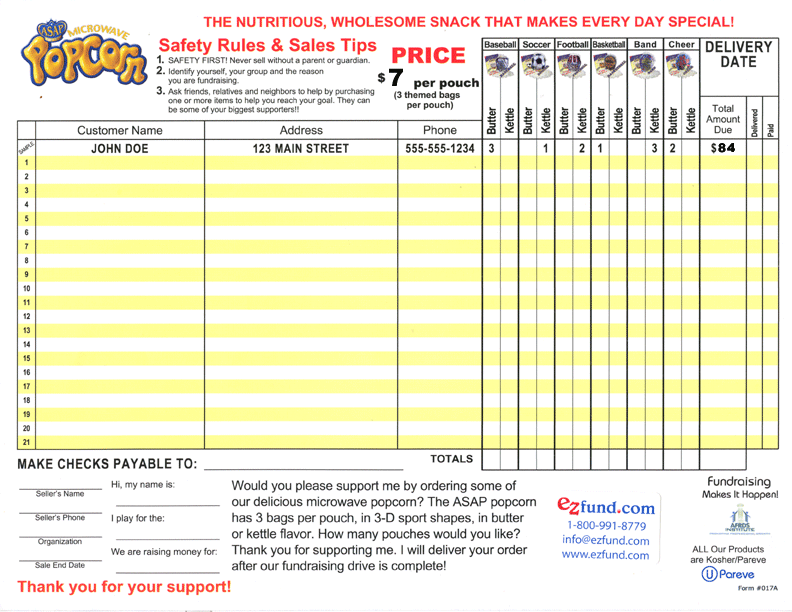 THE NUTRITIOUS, WHOLESOME SNACK THAT MAKES EVERY DAY SPECIAL!
ASAP MICROWAVE
POPCORN
Safety Rules & Sales Tips
1. SAFETY FIRST! Never sell without a parent or guardian.
2. Identify yourself, your group and the reason
you are fundraising.
3. Ask friends, relatives and neighbors to help by purchasing
one or more items to help you reach your goal. They can
be some of your biggest supporters!!
PRICE
$7 per pouch
(3 themed bags
per pouch)
Baseball Soccer Football Basketball Band Cheer
DELIVERY
DATE
Butter Kettle Butter Kettle Butter Kettle Butter Kettle Butter Kettle Butter Kettle
Total
Amount
Due
Delivered
Paid
Customer Name Address Phone
SAMPLE JOHN DOE 123 MAIN STREET 555-555-1234 3 1 2 1 3 2 $84
1
2
3
4
5
6
7
8
9
10
11
12
13
14
15
16
17
18
19
20
21
MAKE CHECKS PAYABLE TO:
TOTALS
Seller's Name
Seller's Phone
Organization
Sale End Date
Hi, my name is:
I play for the:
We are raising money for:
Would you please support me by ordering some of
our delicious microwave popcorn? The ASAP popcorn
has 3 bags per pouch, in 3-D sport shapes, in butter
or kettle flavor. How many pouches would you like?
Thank you for supporting me. I will deliver your order
after our fundraising drive is complete!
ezfund.com
1-800-991-8779
info@ezfund.com
www.ezfund.com
Fundraising
Makes It Happen!
AFRDS
INSTITUTE
ALL Our Products
are Kosher/Pareve
U Pareve
Form #017A
Thank you for your support!